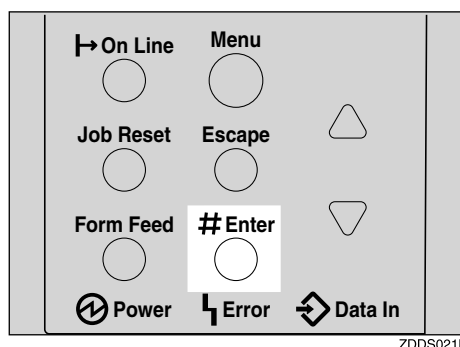 On Line Menu
Job Reset Escape
Form Feed # Enter
Power Error Data In